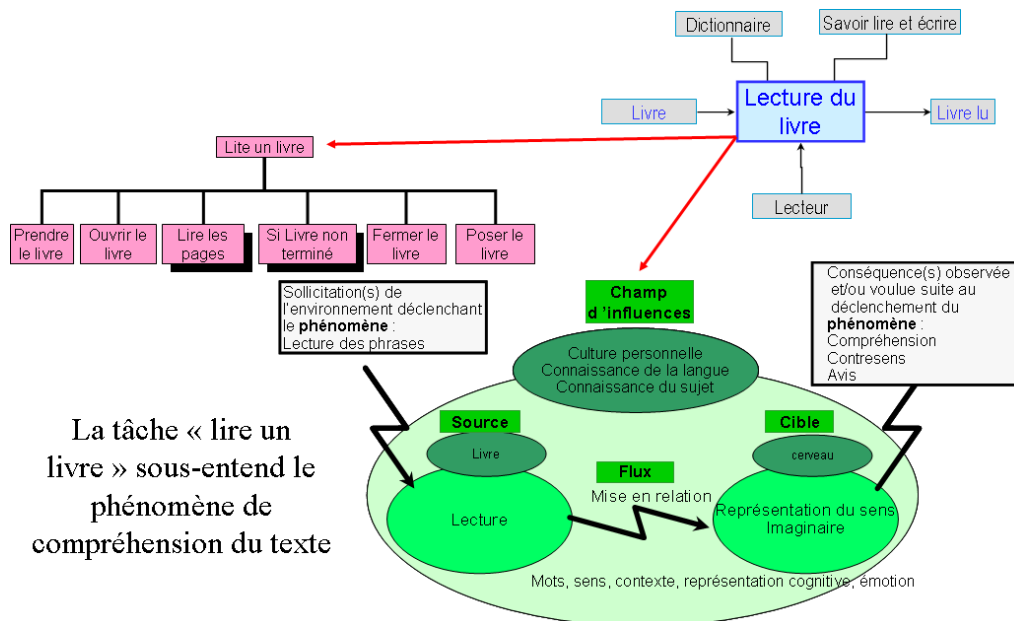 Dictionnaire
Savoir lire et écrire
Livre
Lecture du
livre
Livre lu
Lecteur
Lite un livre
Prendre
le livre
Ouvrir le
livre
Lire les
pages
Si Livre non
terminé
Fermer le
livre
Poser le
livre
Sollicitation(s) de
l'environnement déclenchant
le phénomène :
Lecture des phrases
Champ
d 'influences
Conséquence(s) observée
et/ou voulue suite au
déclenchement du
phénomène :
Compréhension
Contresens
Avis
Culture personnelle
Connaissance de la langue
Connaissance du sujet
La tâche « lire un
livre » sous-entend le
phénomène de
compréhension du texte
Source
Livre
Lecture
Flux
Mise en relation
Cible
cerveau
Représentation du sens
Imaginaire
Mots, sens, contexte, représentation cognitive, émotion